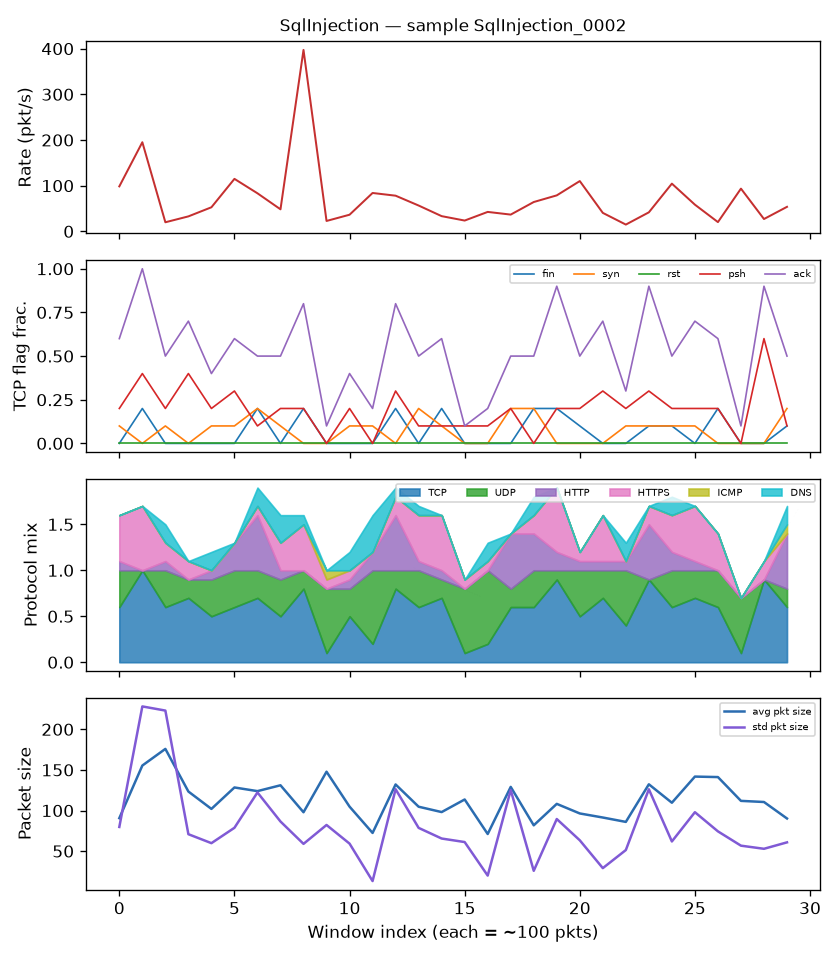 SqlInjection — sample SqlInjection_0002
400
300
200
100
0
Rate (pkt/s)
fin syn rst psh ack
1.00
0.75
0.50
0.25
0.00
TCP flag frac.
TCP UDP HTTP HTTPS ICMP DNS
1.5
1.0
0.5
0.0
Protocol mix
avg pkt size
std pkt size
200
150
100
50
Packet size
0 5 10 15 20 25 30
Window index (each = ~100 pkts)